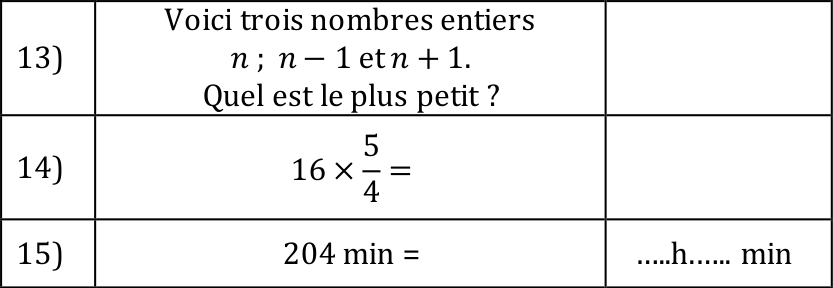 13) Voici trois nombres entiers
n ; n − 1 et n + 1.
Quel est le plus petit ?
14) 16 × 5/4 =
15) 204 min = …..h…... min